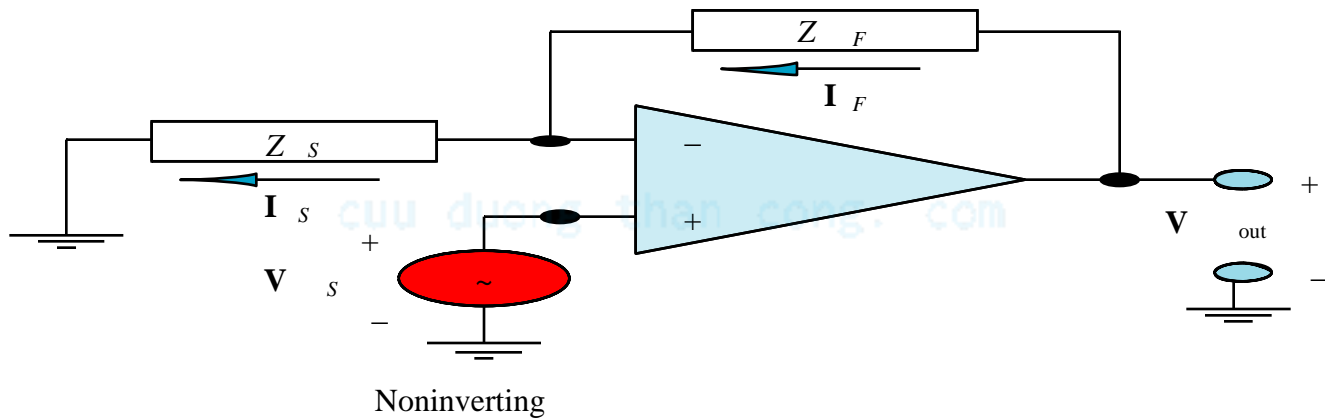 Z F
I F
Z S
−
I S
cuu duong than cong. com
+
+
+
V out
V S
~
−
−
Noninverting